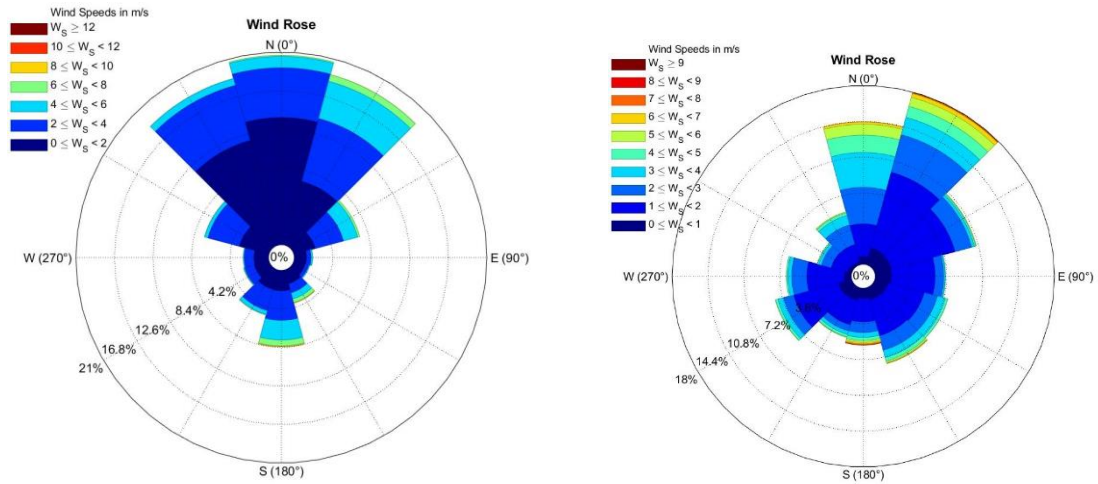 Wind Speeds in m/s
W_S ≥ 12
10 ≤ W_S < 12
8 ≤ W_S < 10
6 ≤ W_S < 8
4 ≤ W_S < 6
2 ≤ W_S < 4
0 ≤ W_S < 2
Wind Rose
N (0°)
W (270°)
0%
E (90°)
4.2%
8.4%
12.6%
16.8%
21%
S (180°)
Wind Speeds in m/s
W_S ≥ 9
8 ≤ W_S < 9
7 ≤ W_S < 8
6 ≤ W_S < 7
5 ≤ W_S < 6
4 ≤ W_S < 5
3 ≤ W_S < 4
2 ≤ W_S < 3
1 ≤ W_S < 2
0 ≤ W_S < 1
Wind Rose
N (0°)
W (270°)
0%
E (90°)
3.6%
7.2%
10.8%
14.4%
18%
S (180°)